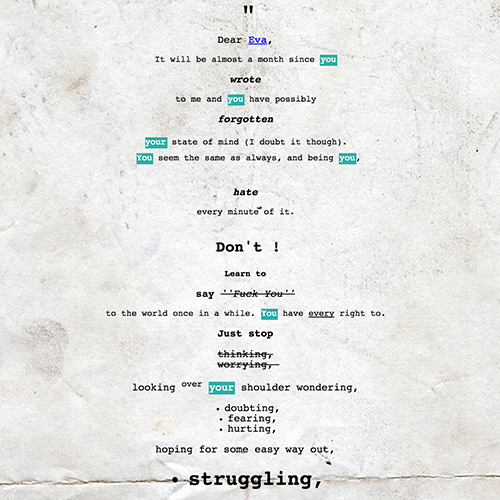 "
Dear Eva,
It will be almost a month since you
wrote
to me and you have possibly
forgotten
your state of mind (I doubt it though).
You seem the same as always, and being you,
hate
every minute of it.
Don't !
Learn to
say ''Fuck You''
to the world once in a while. You have every right to.
Just stop
thinking,
worrying,
looking over your shoulder wondering,
• doubting,
• fearing,
• hurting,
hoping for some easy way out,
• struggling,